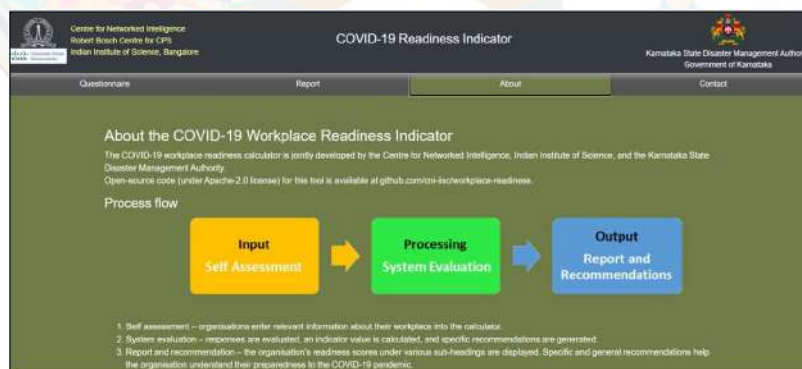 Centre for Networked Intelligence
Robert Bosch Centre for CPS
Indian Institute of Science, Bangalore
COVID-19 Readiness Indicator
Karnataka State Disaster Management Author
Government of Karnataka
Questionnaire
Report
About
Contact
About the COVID-19 Workplace Readiness Indicator
The COVID-19 workplace readiness calculator is jointly developed by the Centre for Networked Intelligence, Indian Institute of Science, and the Karnataka State
Disaster Management Authority.
Open-source code (under Apache-2.0 license) for this tool is available at github.com/cni-iisc/workplace-readiness.
Process flow
Input
Self Assessment
Processing
System Evaluation
Output
Report and
Recommendations
1. Self assessment – organisations enter relevant information about their workplace into the calculator.
2. System evaluation – responses are evaluated, an indicator value is calculated, and specific recommendations are generated.
3. Report and recommendation – the organisation's readiness scores under various sub-headings are displayed. Specific and general recommendations help
the organisation understand their preparedness to the COVID-19 pandemic.